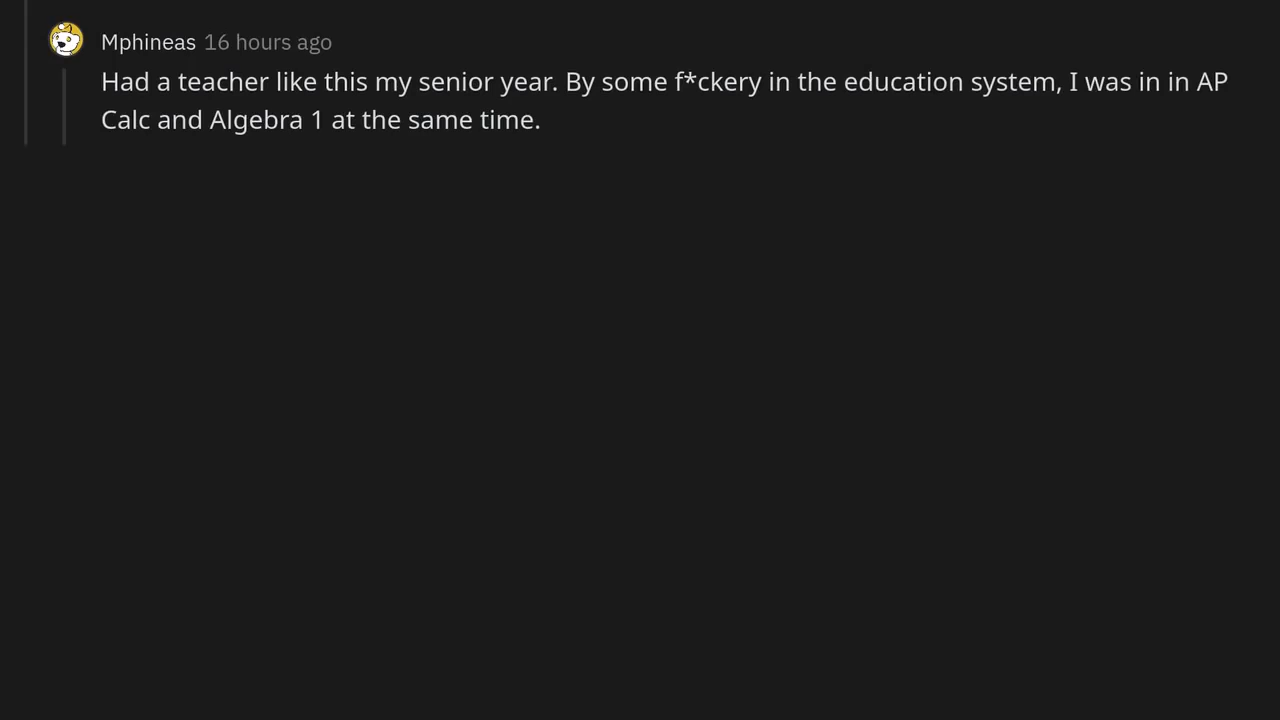 Mphineas 16 hours ago
Had a teacher like this my senior year. By some f*ckery in the education system, I was in in AP
Calc and Algebra 1 at the same time.